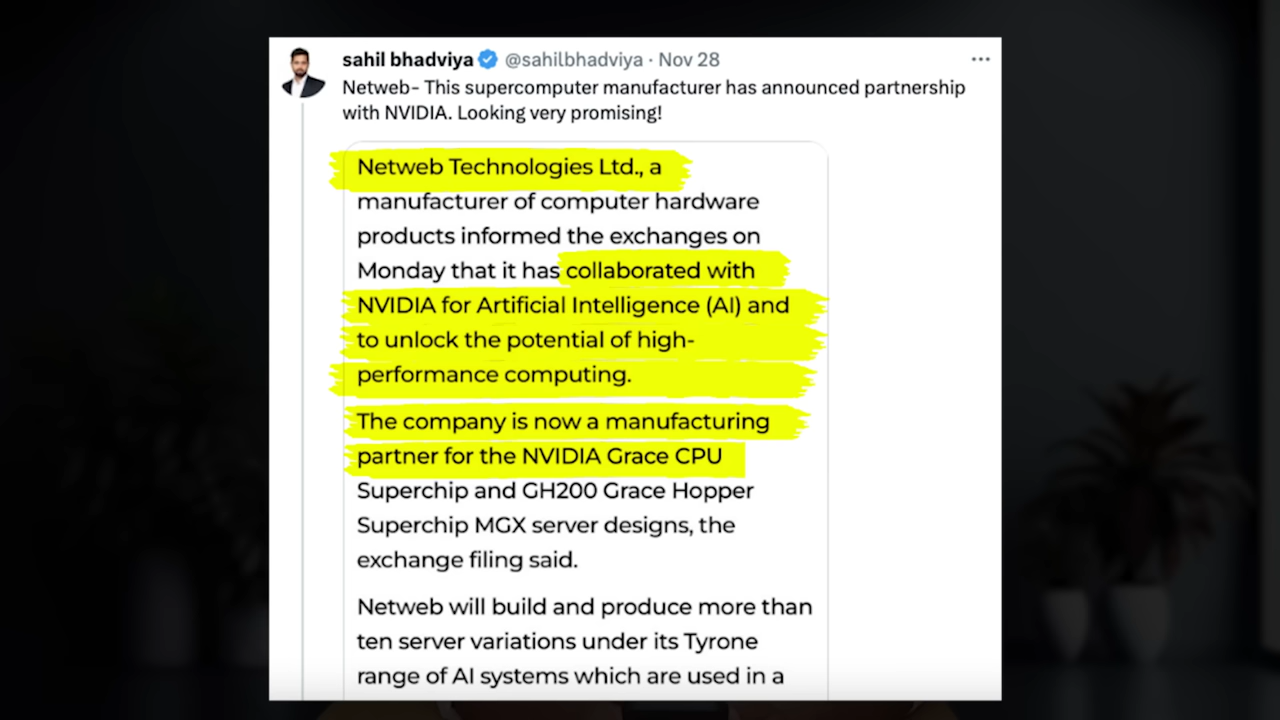 sahil bhadviya @sahilbhadviya · Nov 28
Netweb- This supercomputer manufacturer has announced partnership
with NVIDIA. Looking very promising!
Netweb Technologies Ltd., a
manufacturer of computer hardware
products informed the exchanges on
Monday that it has collaborated with
NVIDIA for Artificial Intelligence (AI) and
to unlock the potential of high-
performance computing.
The company is now a manufacturing
partner for the NVIDIA Grace CPU
Superchip and GH200 Grace Hopper
Superchip MGX server designs, the
exchange filing said.
Netweb will build and produce more than
ten server variations under its Tyrone
range of AI systems which are used in a